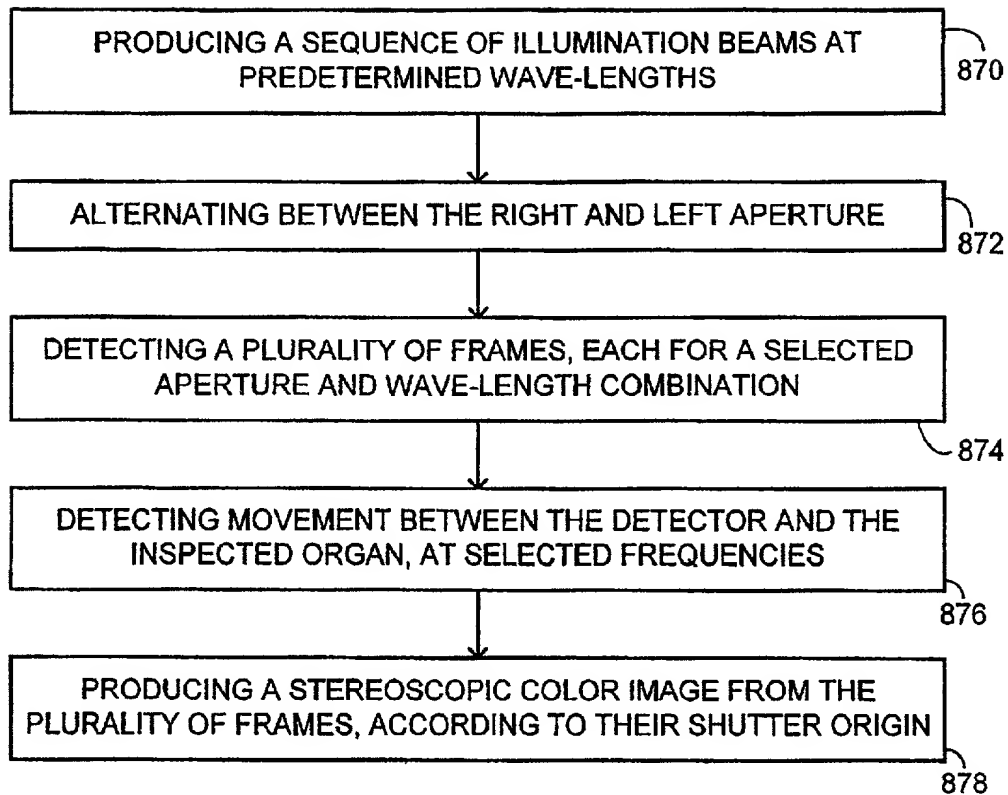 PRODUCING A SEQUENCE OF ILLUMINATION BEAMS AT
PREDETERMINED WAVE-LENGTHS
870
ALTERNATING BETWEEN THE RIGHT AND LEFT APERTURE
872
DETECTING A PLURALITY OF FRAMES, EACH FOR A SELECTED
APERTURE AND WAVE-LENGTH COMBINATION
874
DETECTING MOVEMENT BETWEEN THE DETECTOR AND THE
INSPECTED ORGAN, AT SELECTED FREQUENCIES
876
PRODUCING A STEREOSCOPIC COLOR IMAGE FROM THE
PLURALITY OF FRAMES, ACCORDING TO THEIR SHUTTER ORIGIN
878